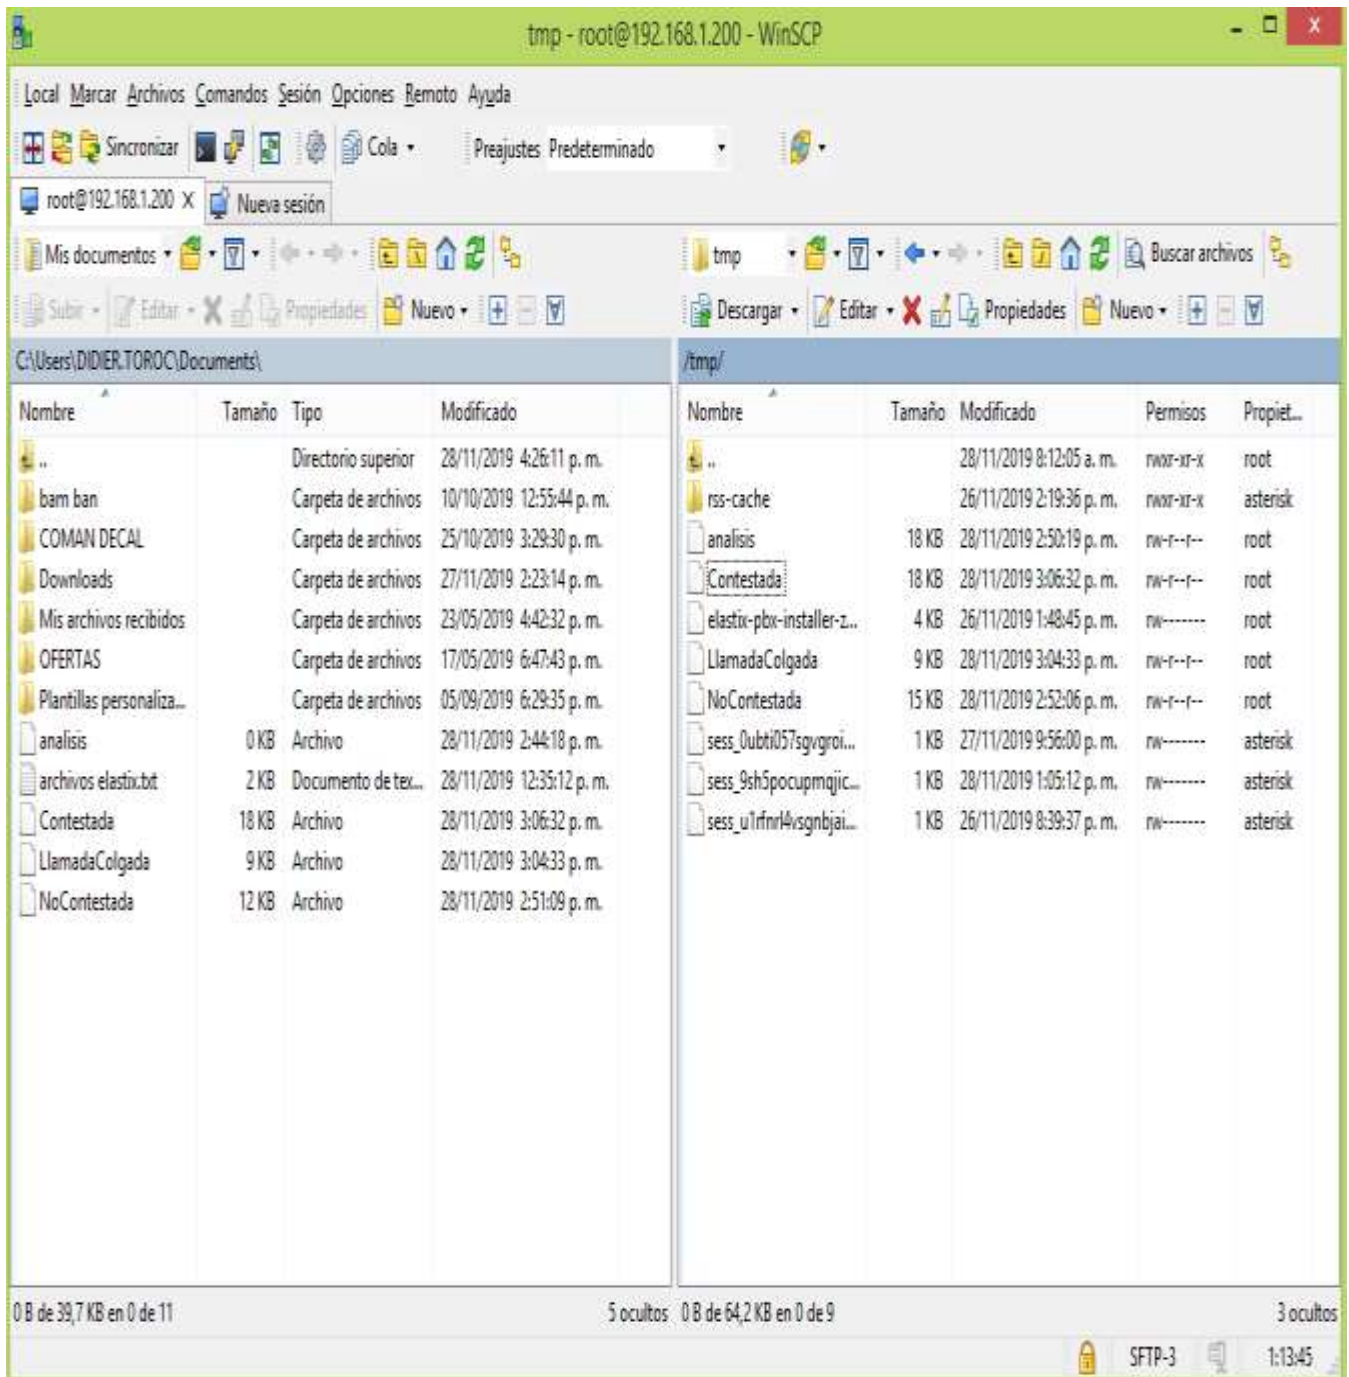 tmp - root@192.168.1.200 - WinSCP
Local Marcar Archivos Comandos Sesión Opciones Remoto Ayuda
Sincronizar Cola Preajustes Predeterminado
root@192.168.1.200 X Nueva sesión
Mis documentos
Subir Editar Propiedades Nuevo
C:\Users\DIDIER.TOROC\Documents\
Nombre Tamaño Tipo Modificado
.. Directorio superior 28/11/2019 4:26:11 p. m.
bam ban Carpeta de archivos 10/10/2019 12:55:44 p. m.
COMAN DECAL Carpeta de archivos 25/10/2019 3:29:30 p. m.
Downloads Carpeta de archivos 27/11/2019 2:23:14 p. m.
Mis archivos recibidos Carpeta de archivos 23/05/2019 4:42:32 p. m.
OFERTAS Carpeta de archivos 17/05/2019 6:47:43 p. m.
Plantillas personaliza... Carpeta de archivos 05/09/2019 6:29:35 p. m.
analisis 0 KB Archivo 28/11/2019 2:44:18 p. m.
archivos elastix.txt 2 KB Documento de tex... 28/11/2019 12:35:12 p. m.
Contestada 18 KB Archivo 28/11/2019 3:06:32 p. m.
LlamadaColgada 9 KB Archivo 28/11/2019 3:04:33 p. m.
NoContestada 12 KB Archivo 28/11/2019 2:51:09 p. m.
0 B de 39,7 KB en 0 de 11 5 ocultos
tmp Buscar archivos
Descargar Editar Propiedades Nuevo
/tmp/
Nombre Tamaño Modificado Permisos Propiet...
.. 28/11/2019 8:12:05 a. m. rwxr-xr-x root
rss-cache 26/11/2019 2:19:36 p. m. rwxr-xr-x asterisk
analisis 18 KB 28/11/2019 2:50:19 p. m. rw-r--r-- root
Contestada 18 KB 28/11/2019 3:06:32 p. m. rw-r--r-- root
elastix-pbx-installer-z... 4 KB 26/11/2019 1:48:45 p. m. rw------- root
LlamadaColgada 9 KB 28/11/2019 3:04:33 p. m. rw-r--r-- root
NoContestada 15 KB 28/11/2019 2:52:06 p. m. rw-r--r-- root
sess_0ubti057sgvgroi... 1 KB 27/11/2019 9:56:00 p. m. rw------- asterisk
sess_9sh5pocupmqjic... 1 KB 28/11/2019 1:05:12 p. m. rw------- asterisk
sess_u1rfnrl4vsgnbjai... 1 KB 26/11/2019 8:39:37 p. m. rw------- asterisk
0 B de 64,2 KB en 0 de 9 3 ocultos
SFTP-3 1:13:45